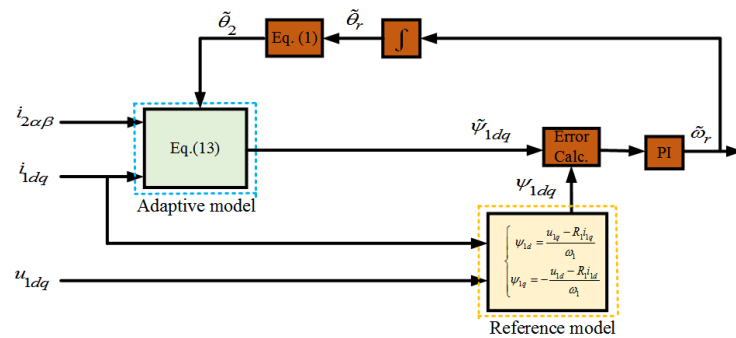 θ̃₂
Eq. (1)
θ̃ᵣ
∫
i₂αβ
Eq.(13)
ψ̃₁dq
Error
Calc.
PI
ω̃ᵣ
i₁dq
Adaptive model
ψ₁dq
ψ₁d = (u₁q − R₁i₁q) / ω₁
ψ₁q = − (u₁d − R₁i₁d) / ω₁
u₁dq
Reference model